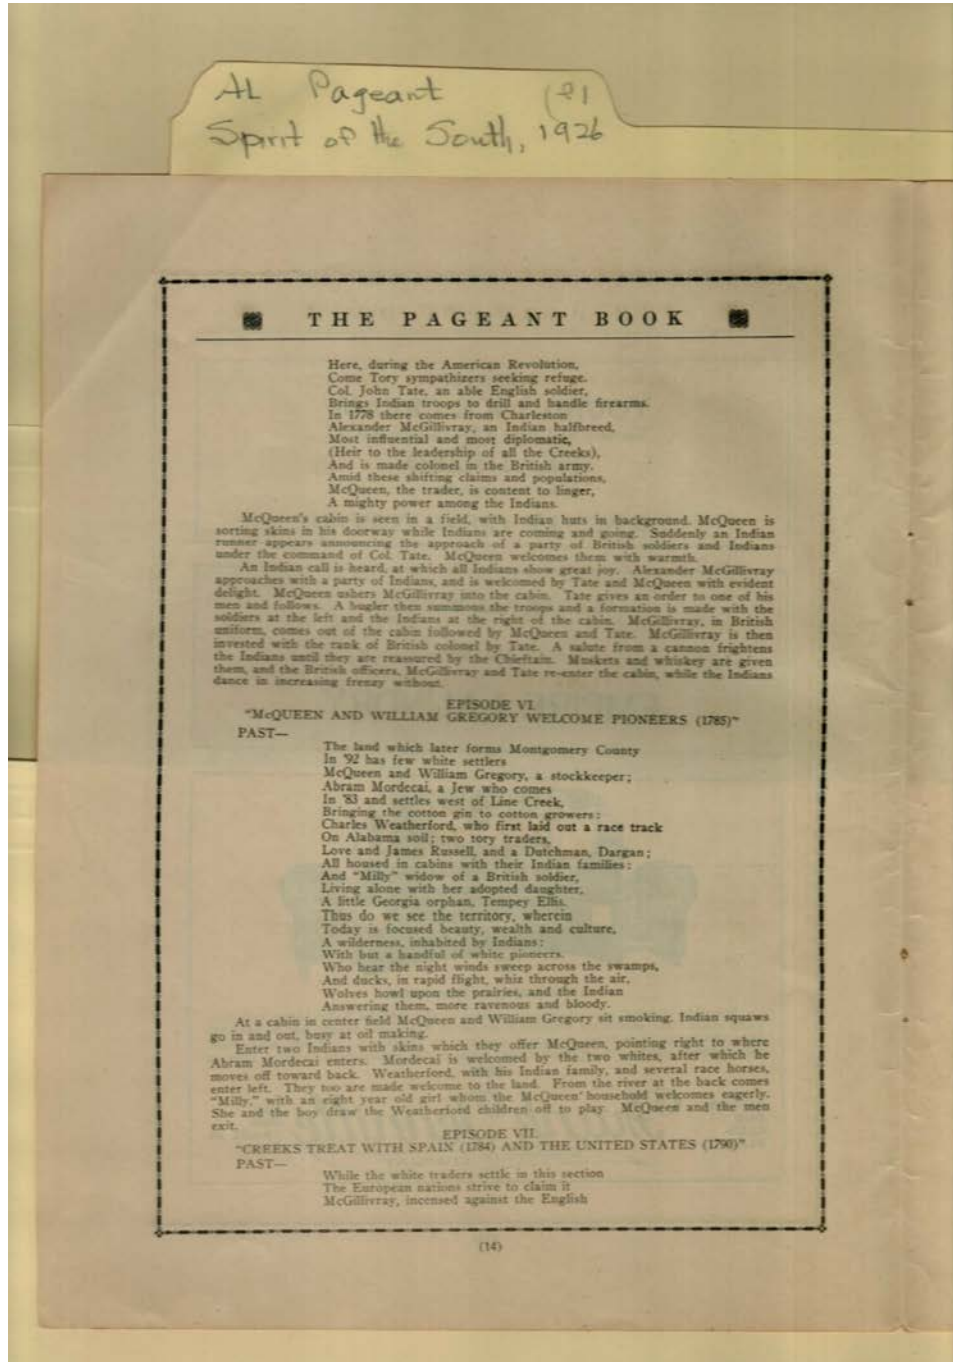 AL Pageant (P1
Spirit of the South, 1926
THE PAGEANT BOOK
Here, during the American Revolution,
Come Tory sympathizers seeking refuge.
Col. John Tate, an able English soldier,
Brings Indian troops to drill and handle firearms.
In 1778 there comes from Charleston
Alexander McGillivray, an Indian halfbreed,
Most influential and most diplomatic,
(Heir to the leadership of all the Creeks),
And is made colonel in the British army.
Amid these shifting claims and populations,
McQueen, the trader, is content to linger,
A mighty power among the Indians.
McQueen's cabin is seen in a field, with Indian huts in background. McQueen is
sorting skins in his doorway while Indians are coming and going. Suddenly an Indian
runner appears announcing the approach of a party of British soldiers and Indians
under the command of Col. Tate. McQueen welcomes them with warmth.
An Indian call is heard, at which all Indians show great joy. Alexander McGillivray
approaches with a party of Indians, and is welcomed by Tate and McQueen with evident
delight. McQueen ushers McGillivray into the cabin. Tate gives an order to one of his
men and follows. A bugler then summons the troops and a formation is made with the
soldiers at the left and the Indians at the right of the cabin. McGillivray, in British
uniform, comes out of the cabin followed by McQueen and Tate. McGillivray is then
invested with the rank of British colonel by Tate. A salute from a cannon frightens
the Indians until they are reassured by the Chieftain. Muskets and whiskey are given
them, and the British officers, McGillivray and Tate re-enter the cabin, while the Indians
dance in increasing frenzy without.
EPISODE VI.
"McQUEEN AND WILLIAM GREGORY WELCOME PIONEERS (1785)"
PAST—
The land which later forms Montgomery County
In '92 has few white settlers
McQueen and William Gregory, a stockkeeper;
Abram Mordecai, a Jew who comes
In '83 and settles west of Line Creek,
Bringing the cotton gin to cotton growers:
Charles Weatherford, who first laid out a race track
On Alabama soil; two tory traders,
Love and James Russell, and a Dutchman, Dargan;
All housed in cabins with their Indian families:
And "Milly" widow of a British soldier,
Living alone with her adopted daughter,
A little Georgia orphan, Tempey Ellis.
Thus do we see the territory, wherein
Today is focused beauty, wealth and culture,
A wilderness, inhabited by Indians:
With but a handful of white pioneers.
Who hear the night winds sweep across the swamps,
And ducks, in rapid flight, whiz through the air,
Wolves howl upon the prairies, and the Indian
Answering them, more ravenous and bloody.
At a cabin in center field McQueen and William Gregory sit smoking. Indian squaws
go in and out, busy at oil making.
Enter two Indians with skins which they offer McQueen, pointing right to where
Abram Mordecai enters. Mordecai is welcomed by the two whites, after which he
moves off toward back. Weatherford, with his Indian family, and several race horses,
enter left. They too are made welcome to the land. From the river at the back comes
"Milly," with an eight year old girl whom the McQueen' household welcomes eagerly.
She and the boy draw the Weatherford children off to play. McQueen and the men
exit.
EPISODE VII.
"CREEKS TREAT WITH SPAIN (1784) AND THE UNITED STATES (1790)"
PAST—
While the white traders settle in this section
The European nations strive to claim it
McGillivray, incensed against the English
(14)